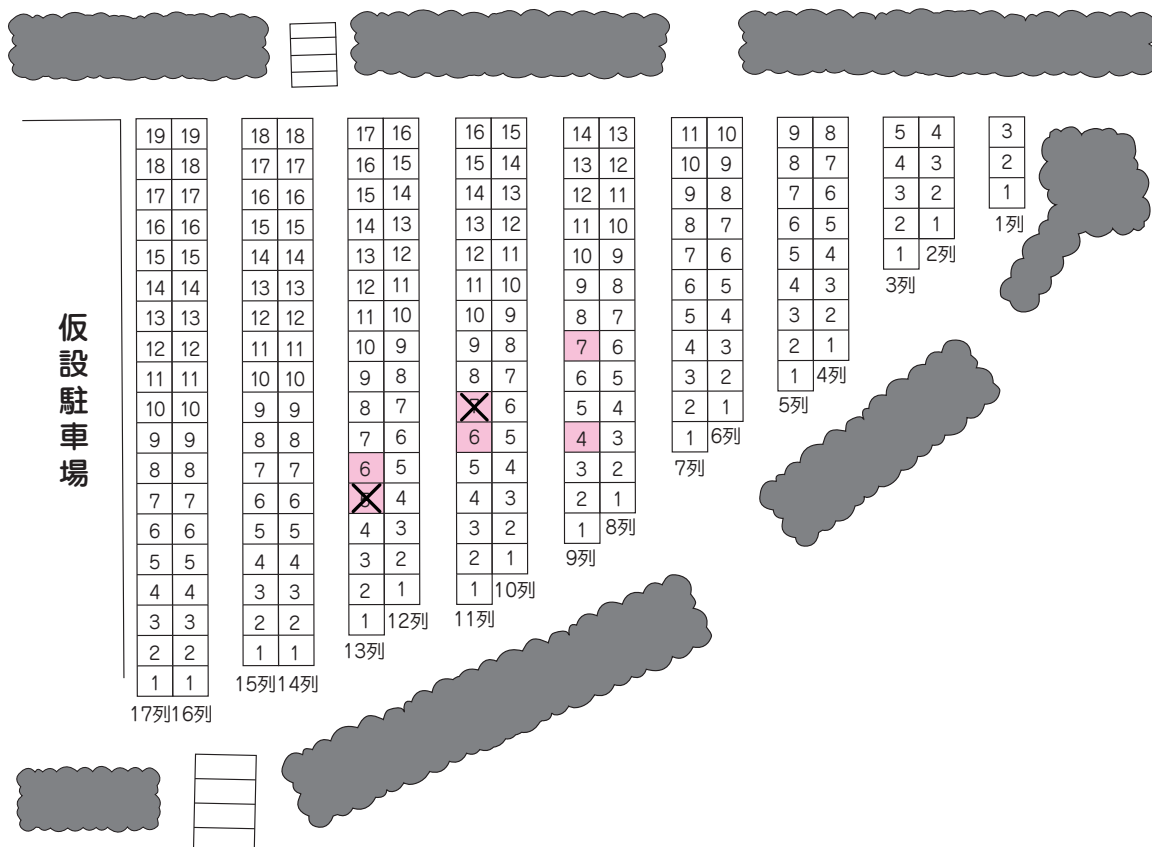 仮設駐車場
19 19 18 18 17 16 16 15 14 13 11 10 9 8 5 4 3
18 18 17 17 16 15 15 14 13 12 10 9 8 7 4 3 2
17 17 16 16 15 14 14 13 12 11 9 8 7 6 3 2 1
16 16 15 15 14 13 13 12 11 10 8 7 6 5 2 1 1列
15 15 14 14 13 12 12 11 10 9 7 6 5 4 1 2列
14 14 13 13 12 11 11 10 9 8 6 5 4 3 3列
13 13 12 12 11 10 10 9 8 7 5 4 3 2
12 12 11 11 10 9 9 8 7 6 4 3 2 1
11 11 10 10 9 8 8 7 6 5 3 2 1 4列
10 10 9 9 8 7 6 5 4 2 1 5列
9 9 8 8 7 6 6 5 4 3 1 6列
8 8 7 7 6 5 5 4 3 2 7列
7 7 6 6 4 4 3 2 1
6 6 5 5 4 3 3 2 1 8列
5 5 4 4 3 2 2 1 9列
4 4 3 3 2 1 1 10列
3 3 2 2 1 12列 11列
2 2 1 1 13列
1 1 15列14列
17列16列